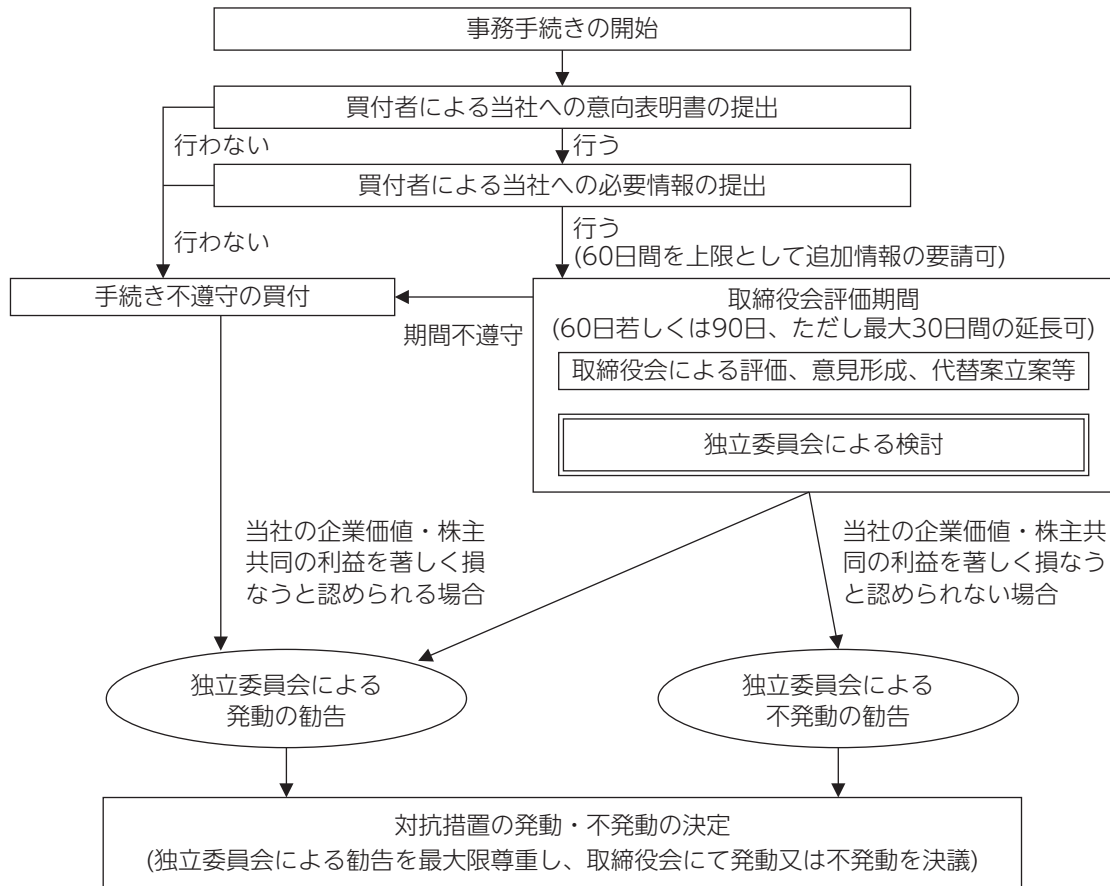 事務手続きの開始
買付者による当社への意向表明書の提出
行わない
行う
買付者による当社への必要情報の提出
行わない
行う
(60日間を上限として追加情報の要請可)
手続き不遵守の買付
期間不遵守
取締役会評価期間
(60日若しくは90日、ただし最大30日間の延長可)
取締役会による評価、意見形成、代替案立案等
独立委員会による検討
当社の企業価値・株主
共同の利益を著しく損
なうと認められる場合
当社の企業価値・株主共
同の利益を著しく損なう
と認められない場合
独立委員会による
発動の勧告
独立委員会による
不発動の勧告
対抗措置の発動・不発動の決定
(独立委員会による勧告を最大限尊重し、取締役会にて発動又は不発動を決議)